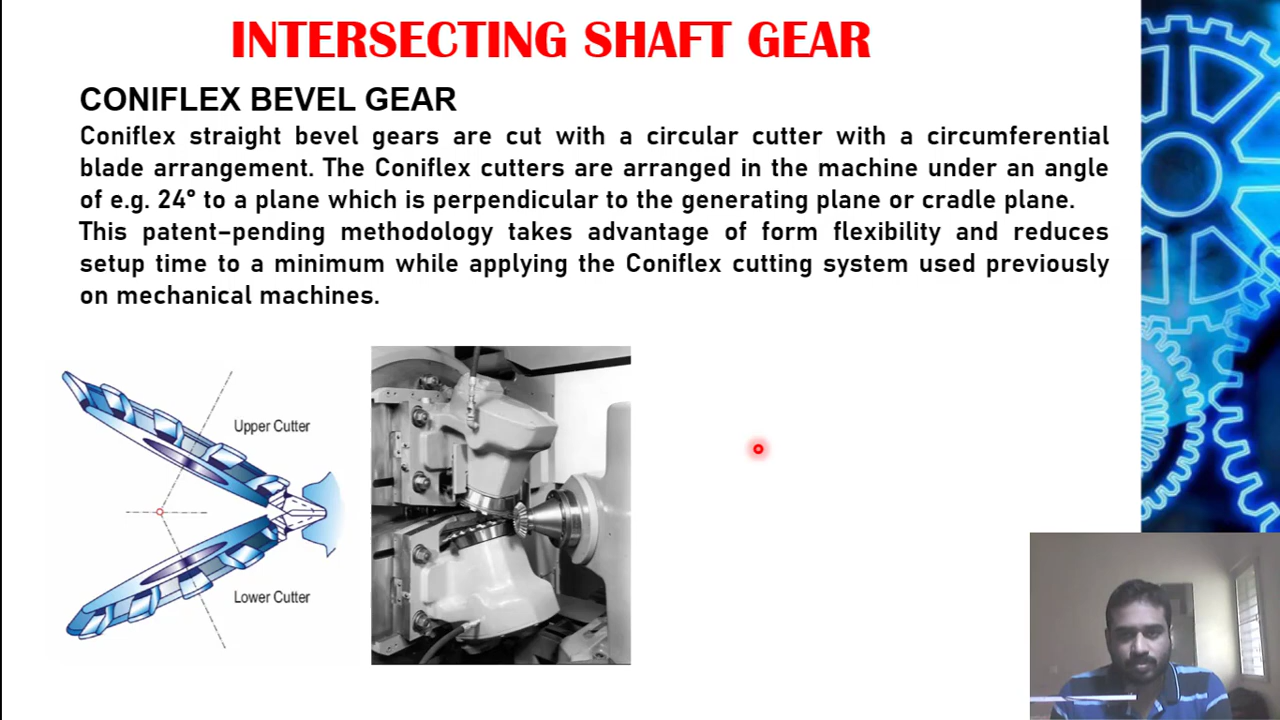 INTERSECTING SHAFT GEAR
CONIFLEX BEVEL GEAR
Coniflex straight bevel gears are cut with a circular cutter with a circumferential
blade arrangement. The Coniflex cutters are arranged in the machine under an angle
of e.g. 24° to a plane which is perpendicular to the generating plane or cradle plane.
This patent-pending methodology takes advantage of form flexibility and reduces
setup time to a minimum while applying the Coniflex cutting system used previously
on mechanical machines.
Upper Cutter
Lower Cutter